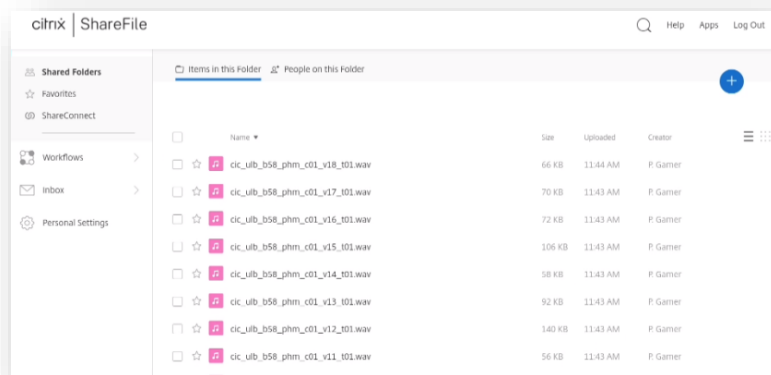 citrix | ShareFile
Help Apps Log Out
Shared Folders
Favorites
ShareConnect
Workflows
Inbox
Personal Settings
Items in this Folder People on this Folder
Name Size Uploaded Creator
cic_ulb_b58_phm_c01_v18_t01.wav 66 KB 11:44 AM P. Gamer
cic_ulb_b58_phm_c01_v17_t01.wav 70 KB 11:43 AM P. Gamer
cic_ulb_b58_phm_c01_v16_t01.wav 72 KB 11:43 AM P. Gamer
cic_ulb_b58_phm_c01_v15_t01.wav 106 KB 11:43 AM P. Gamer
cic_ulb_b58_phm_c01_v14_t01.wav 58 KB 11:43 AM P. Gamer
cic_ulb_b58_phm_c01_v13_t01.wav 92 KB 11:43 AM P. Gamer
cic_ulb_b58_phm_c01_v12_t01.wav 140 KB 11:43 AM P. Gamer
cic_ulb_b58_phm_c01_v11_t01.wav 56 KB 11:43 AM P. Gamer